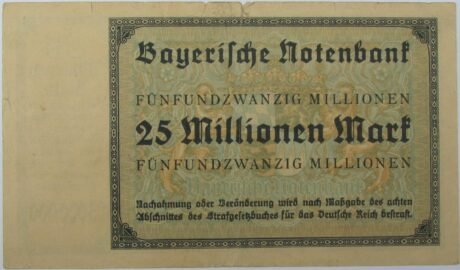 Bayerische Notenbank
FÜNFUNDZWANZIG MILLIONEN
25 Millionen Mark
FÜNFUNDZWANZIG MILLIONEN
Nachahmung oder Veränderung wird nach Maßgabe des achten
Abschnittes des Strafgesetzbuches für das Deutsche Reich bestraft.